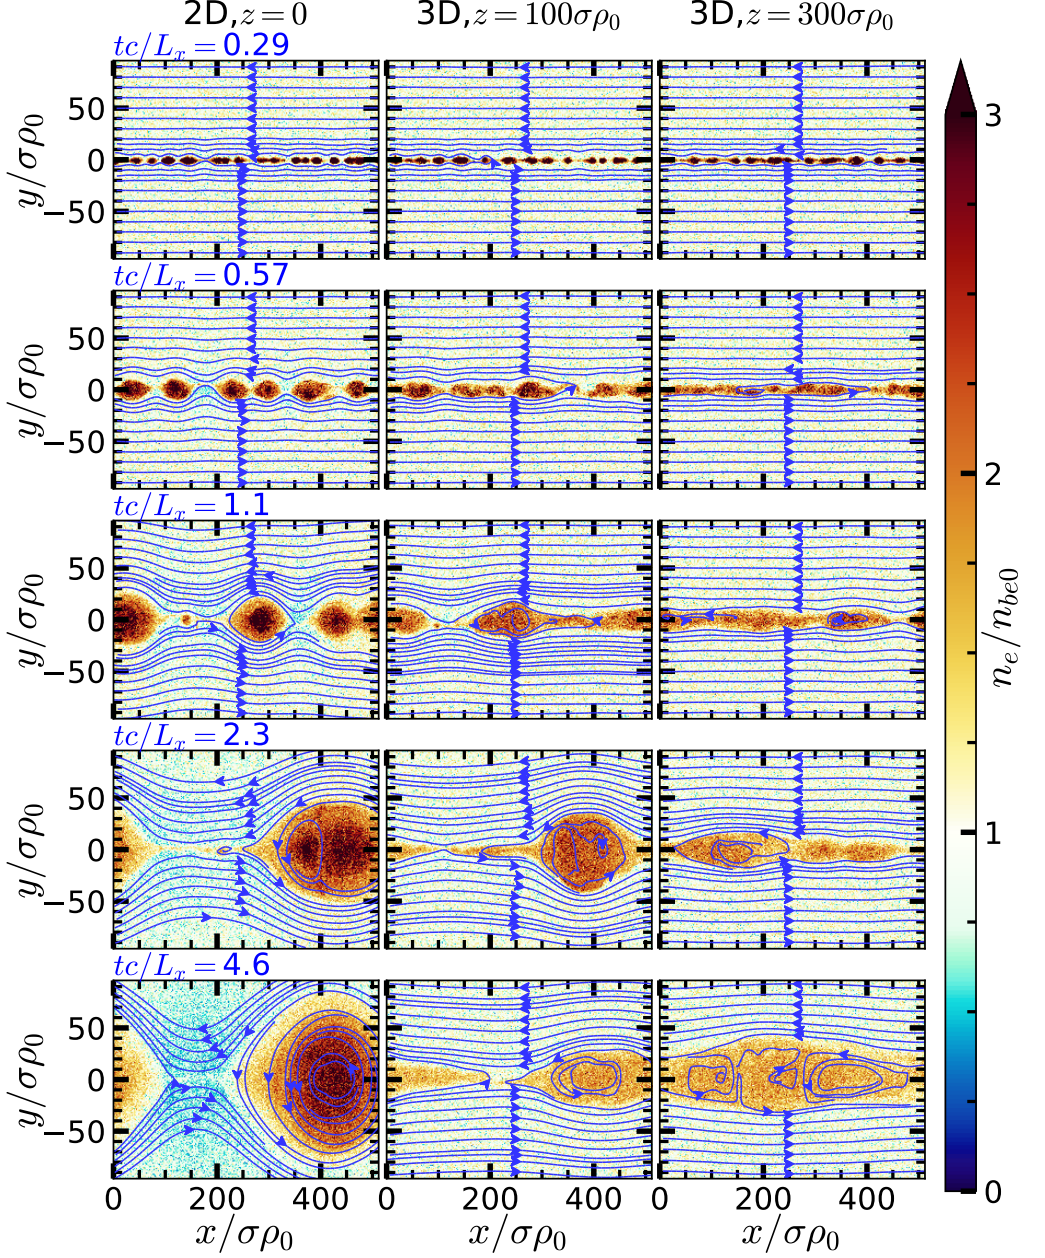 2D, z = 0
3D, z = 100σρ₀
3D, z = 300σρ₀
tc/Lₓ = 0.29
50
0
−50
y/σρ₀
tc/Lₓ = 0.57
50
0
−50
y/σρ₀
tc/Lₓ = 1.1
50
0
−50
y/σρ₀
tc/Lₓ = 2.3
50
0
−50
y/σρ₀
tc/Lₓ = 4.6
50
0
−50
y/σρ₀
0 200 400
0 200 400
0 200 400
x/σρ₀
x/σρ₀
x/σρ₀
3
2
1
0
nₑ/n_{be0}